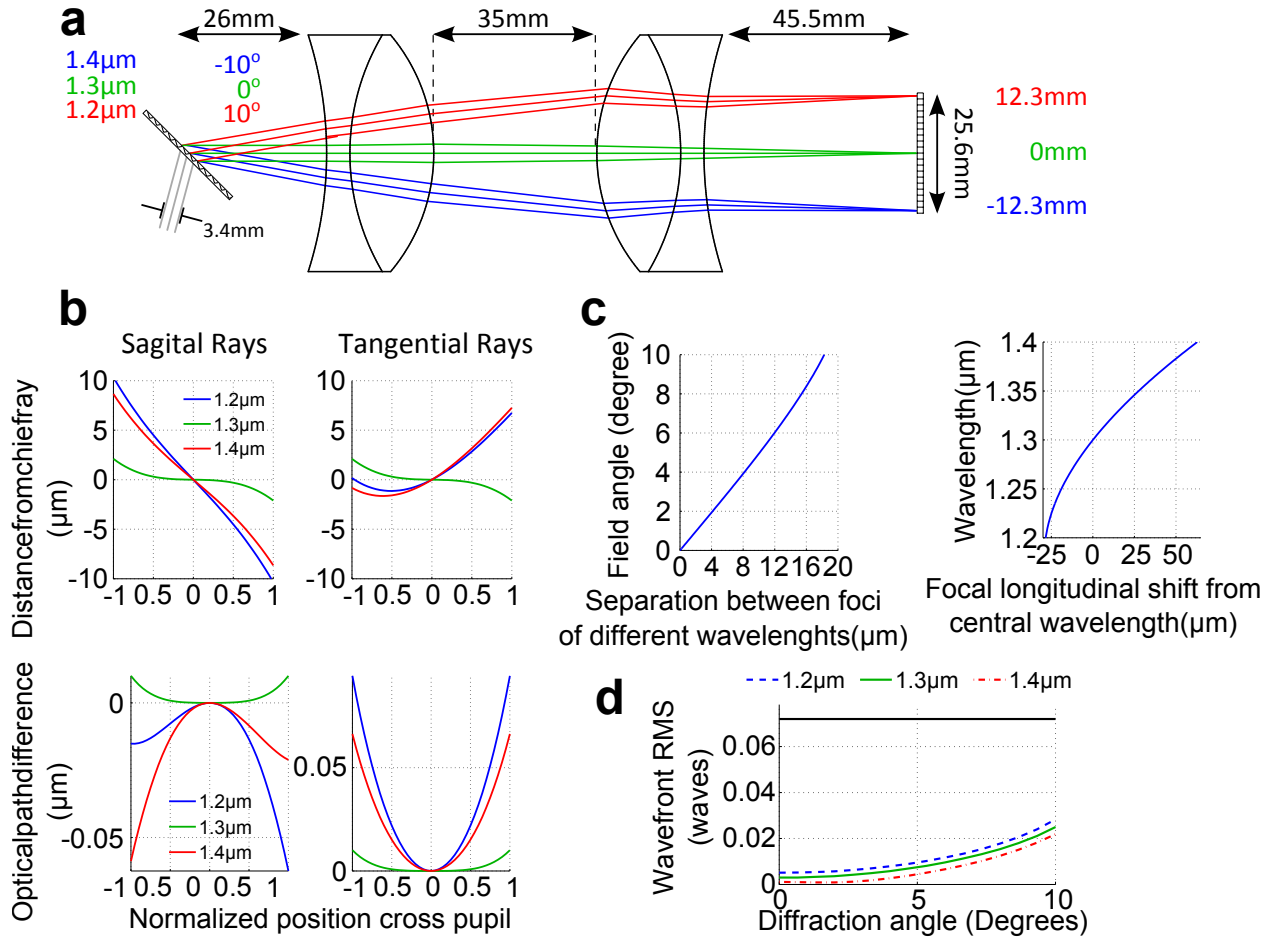 a
26mm
35mm
45.5mm
1.4µm
-10°
1.3µm
0°
1.2µm
10°
12.3mm
0mm
-12.3mm
25.6mm
3.4mm
b
Sagital Rays
Tangential Rays
Distancefromchiefray
(µm)
10
5
0
-5
-10
1.2µm
1.3µm
1.4µm
-1 0.5 0 0.5 1
10
5
0
-5
-10
-1 0.5 0 0.5 1
Opticalpathdifference
(µm)
0
-0.05
1.2µm
1.3µm
1.4µm
-1 0.5 0 0.5 1
0.05
0
-1 0.5 0 0.5 1
Normalized position cross pupil
c
Field angle (degree)
10
8
6
4
2
0
0 4 8 12 16 20
Separation between foci
of different wavelenghts(µm)
Wavelength(µm)
1.4
1.35
1.3
1.25
1.2
-25 0 25 50
Focal longitudinal shift from
central wavelength(µm)
d
1.2µm 1.3µm 1.4µm
Wavefront RMS
(waves)
0.06
0.04
0.02
0
0 5 10
Diffraction angle (Degrees)